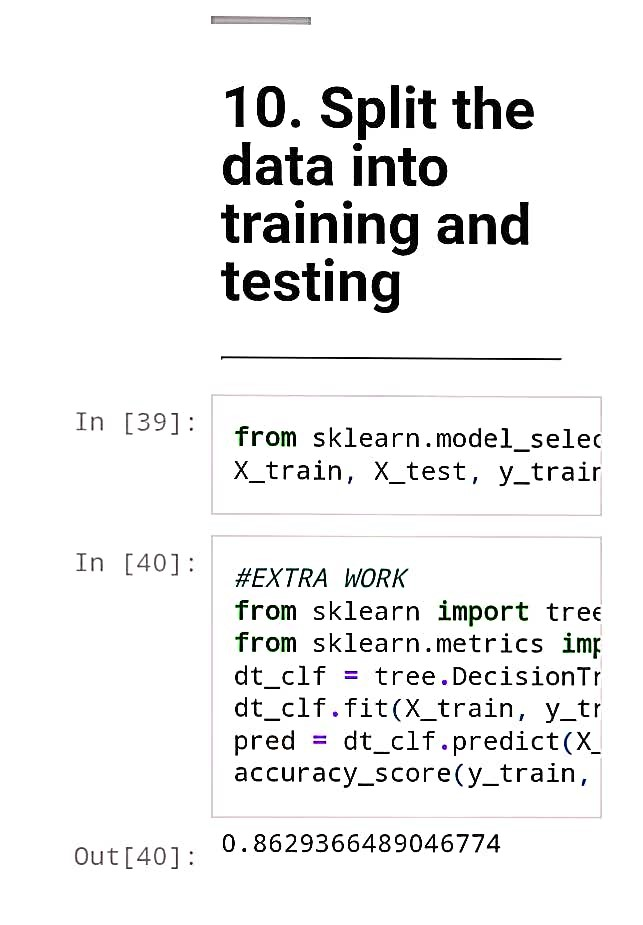 10. Split the
data into
training and
testing
In [39]:
from sklearn.model_selec
X_train, X_test, y_train
In [40]:
#EXTRA WORK
from sklearn import tree
from sklearn.metrics imp
dt_clf = tree.DecisionTr
dt_clf.fit(X_train, y_tr
pred = dt_clf.predict(X_
accuracy_score(y_train,
Out[40]:
0.8629366489046774